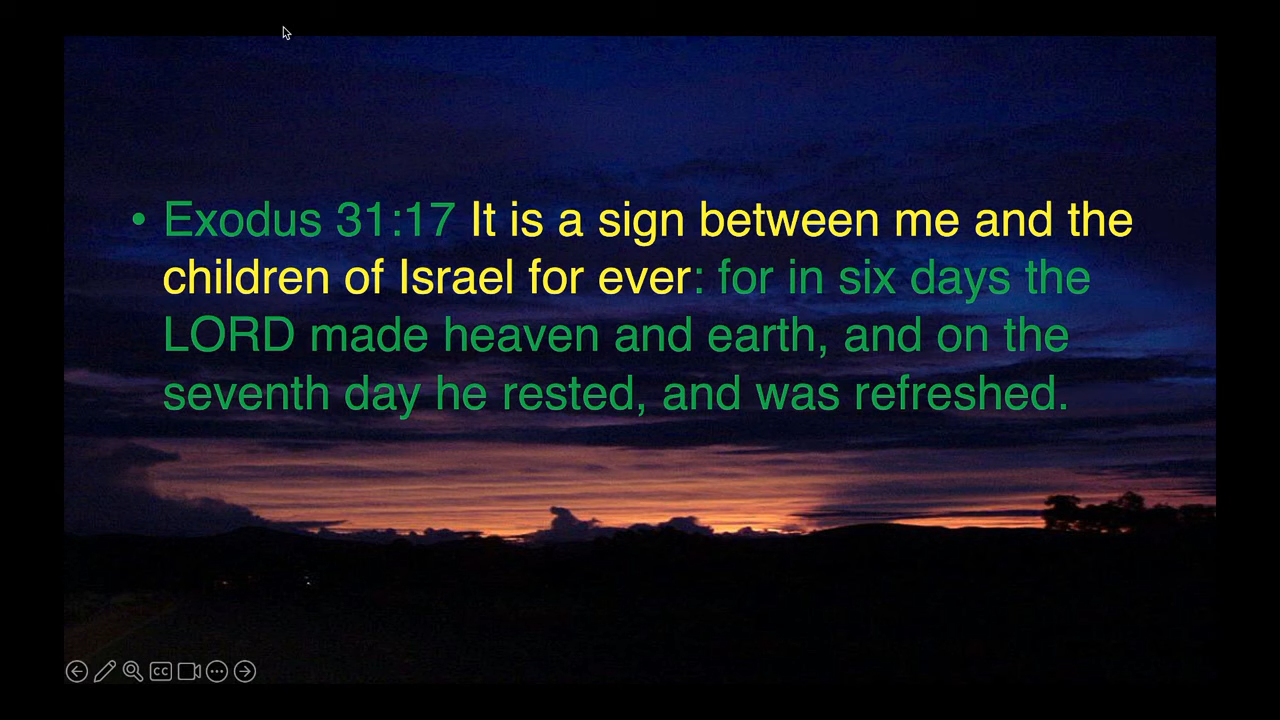 • Exodus 31:17 It is a sign between me and the
children of Israel for ever: for in six days the
LORD made heaven and earth, and on the
seventh day he rested, and was refreshed.
CC